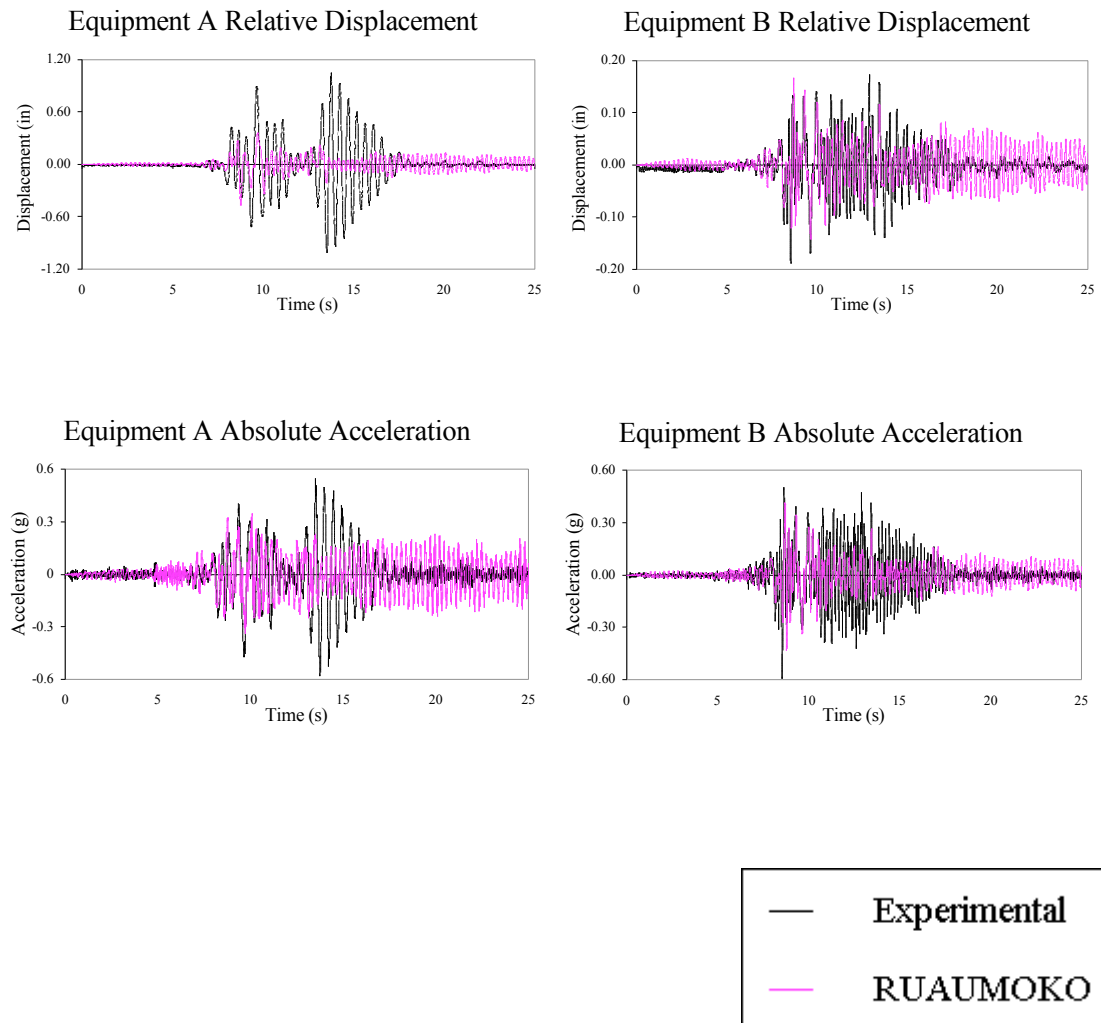 Equipment A Relative Displacement
Displacement (in)
1.20
0.60
0.00
-0.60
-1.20
0 5 10 15 20 25
Time (s)
Equipment B Relative Displacement
Displacement (in)
0.20
0.10
0.00
-0.10
-0.20
0 5 10 15 20 25
Time (s)
Equipment A Absolute Acceleration
Acceleration (g)
0.6
0.3
0
-0.3
-0.6
0 5 10 15 20 25
Time (s)
Equipment B Absolute Acceleration
Acceleration (g)
0.60
0.30
0.00
-0.30
-0.60
0 5 10 15 20 25
Time (s)
Experimental
RUAUMOKO